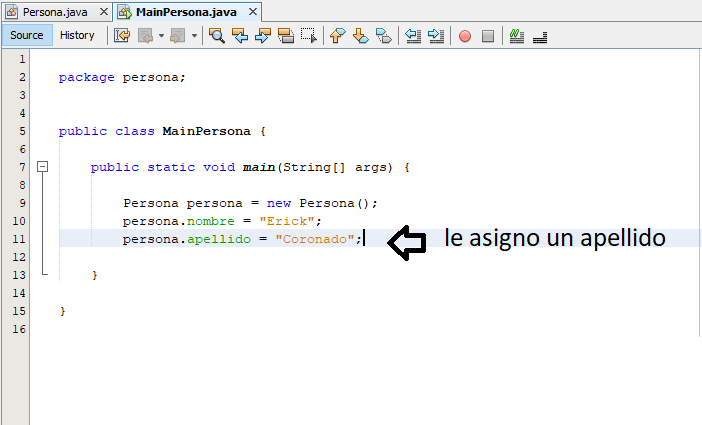 Persona.java MainPersona.java
Source History
1
2 package persona;
3
4
5 public class MainPersona {
6
7 public static void main(String[] args) {
8
9 Persona persona = new Persona();
10 persona.nombre = "Erick";
11 persona.apellido = "Coronado"; le asigno un apellido
12
13 }
14
15 }
16